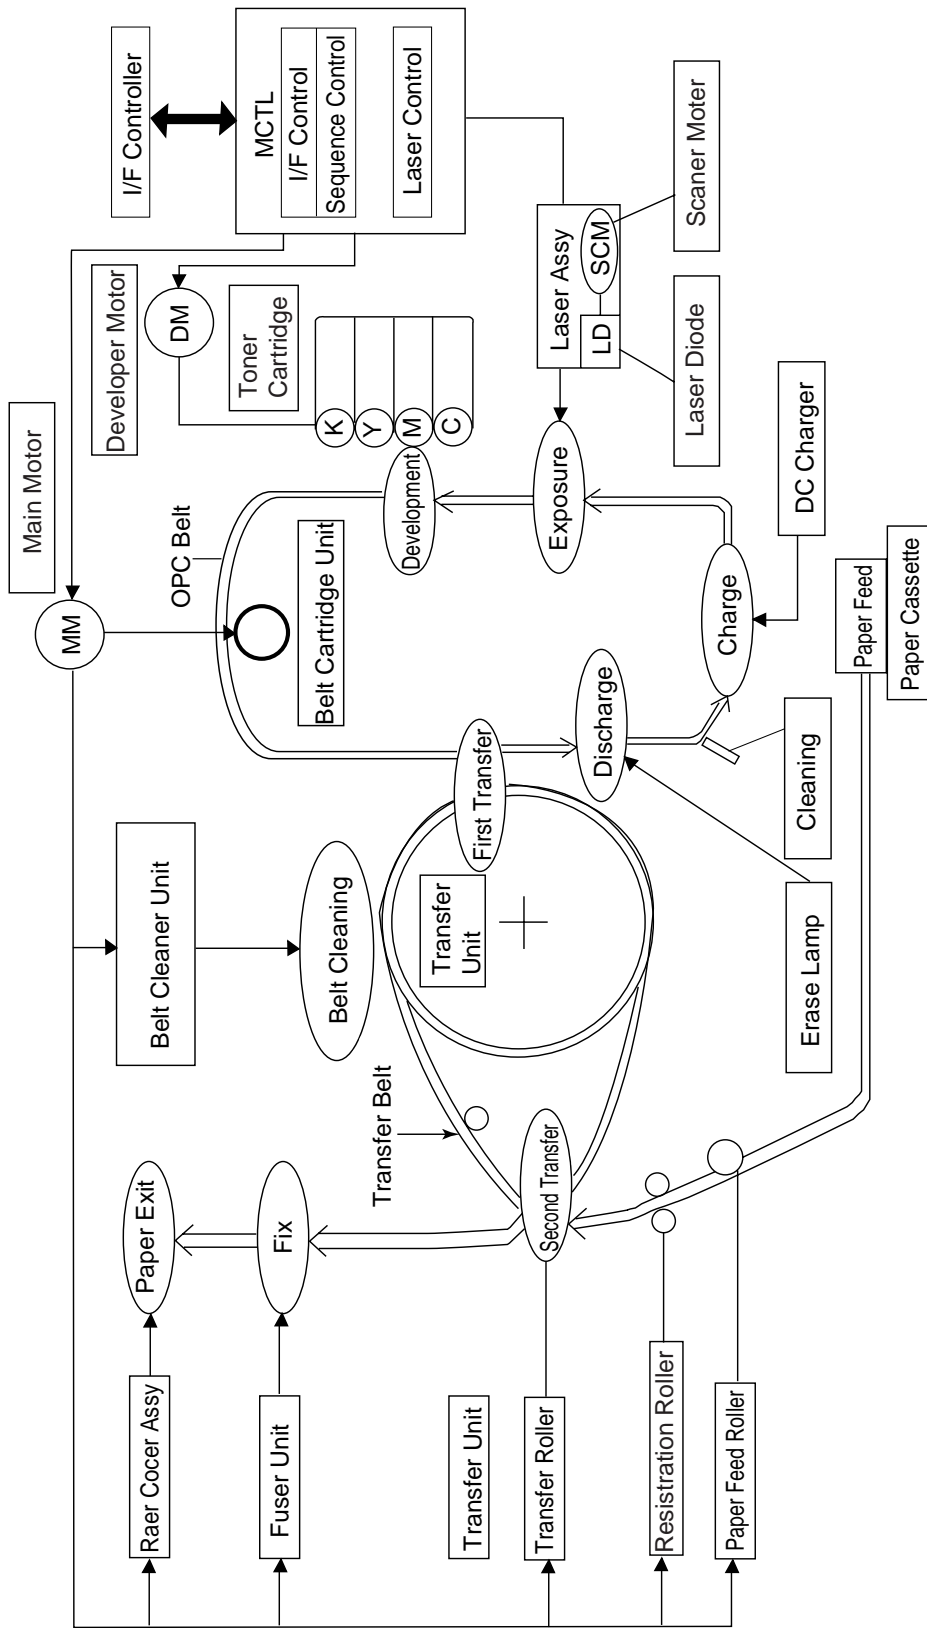 Main Motor
MM
Developer Motor
DM
I/F Controller
MCTL
I/F Control
Sequence Control
Laser Control
Toner
Cartridge
K
Y
M
C
OPC Belt
Belt Cartridge Unit
Development
Exposure
Laser Assy
LD
SCM
Scaner Moter
Laser Diode
DC Charger
Charge
Discharge
Cleaning
Erase Lamp
First Transfer
Transfer
Unit
Belt Cleaner Unit
Belt Cleaning
Transfer Belt
Second Transfer
Paper Exit
Fix
Raer Cocer Assy
Fuser Unit
Transfer Unit
Transfer Roller
Resistration Roller
Paper Feed Roller
Paper Feed
Paper Cassette